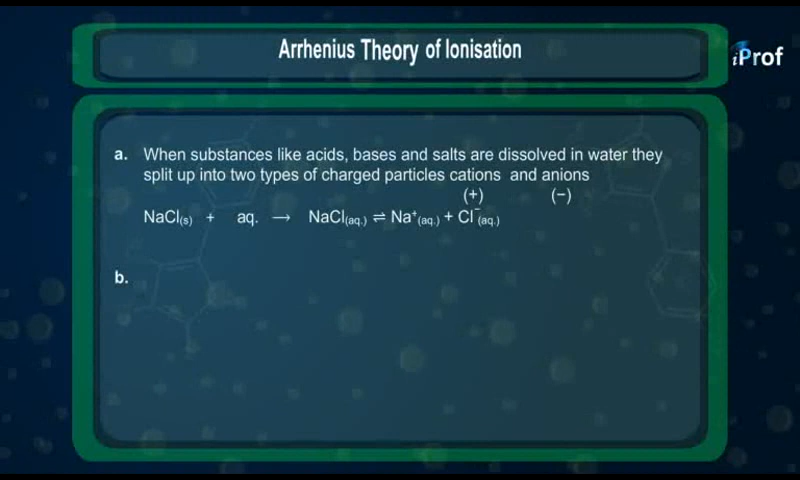 Arrhenius Theory of Ionisation
iProf
a. When substances like acids, bases and salts are dissolved in water they
split up into two types of charged particles cations and anions
(+) (−)
NaCl(s) + aq. → NaCl(aq.) ⇌ Na⁺(aq.) + Cl⁻(aq.)
b.